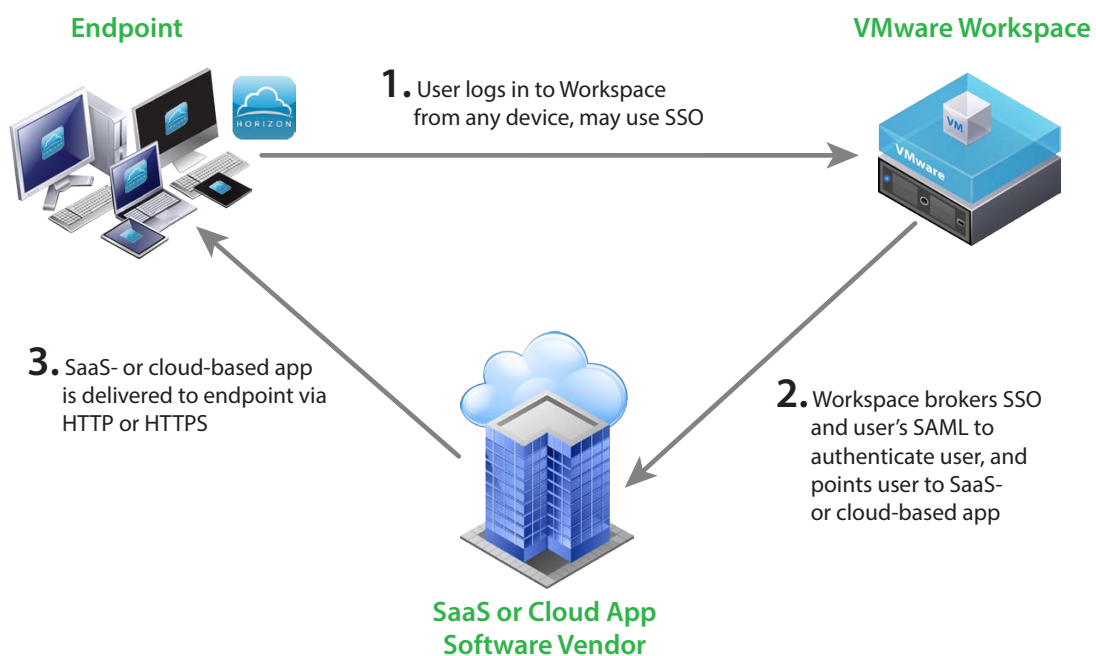 Endpoint
VMware Workspace
HORIZON
1. User logs in to Workspace
from any device, may use SSO
VM
VMware
3. SaaS- or cloud-based app
is delivered to endpoint via
HTTP or HTTPS
2. Workspace brokers SSO
and user’s SAML to
authenticate user, and
points user to SaaS-
or cloud-based app
SaaS or Cloud App
Software Vendor